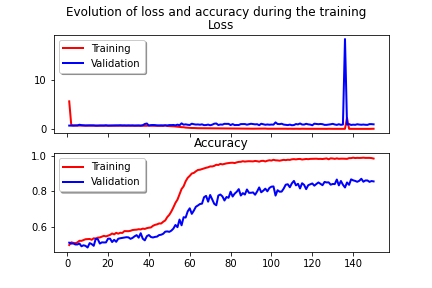 Evolution of loss and accuracy during the training
Loss
Training
Validation
10
0
Accuracy
1.0
Training
Validation
0.8
0.6
0 20 40 60 80 100 120 140